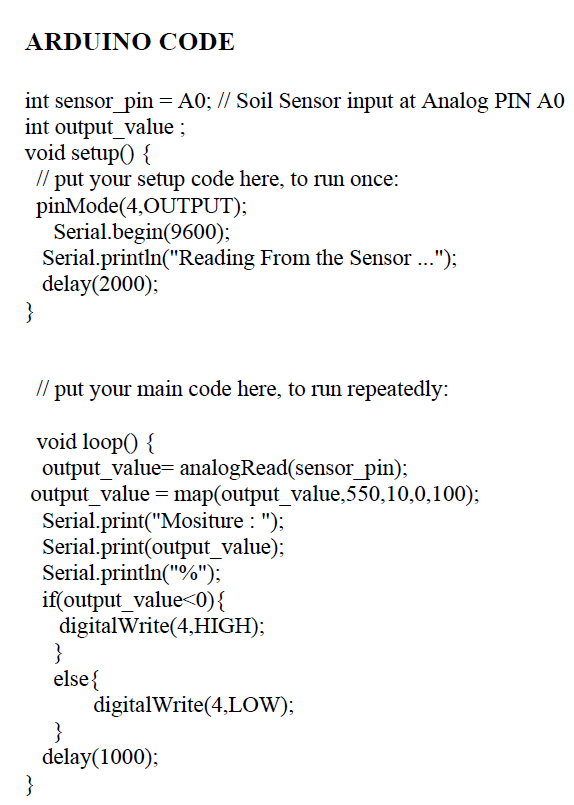 ARDUINO CODE
int sensor_pin = A0; // Soil Sensor input at Analog PIN A0
int output_value ;
void setup() {
// put your setup code here, to run once:
pinMode(4,OUTPUT);
Serial.begin(9600);
Serial.println("Reading From the Sensor ...");
delay(2000);
}
// put your main code here, to run repeatedly:
void loop() {
output_value= analogRead(sensor_pin);
output_value = map(output_value,550,10,0,100);
Serial.print("Mositure : ");
Serial.print(output_value);
Serial.println("%");
if(output_value<0){
digitalWrite(4,HIGH);
}
else{
digitalWrite(4,LOW);
}
delay(1000);
}